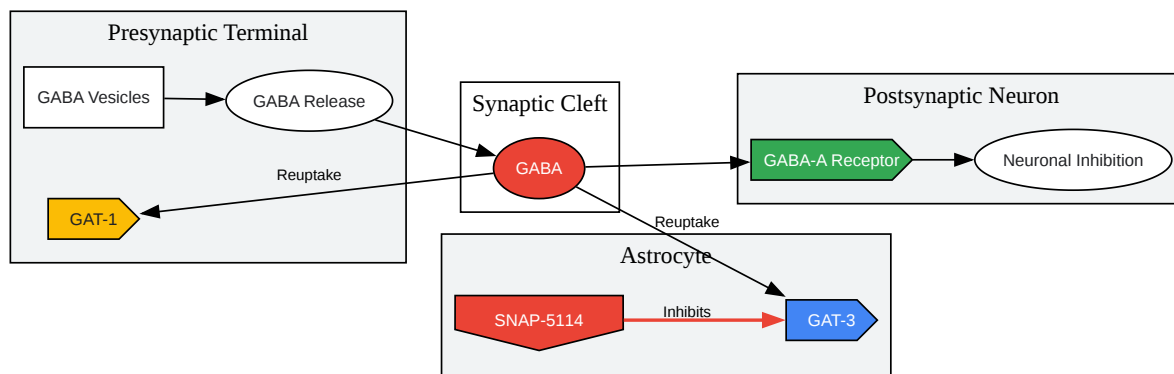 Presynaptic Terminal
GABA Vesicles
GABA Release
Reuptake
GAT-1
Synaptic Cleft
GABA
Postsynaptic Neuron
GABA-A Receptor
Neuronal Inhibition
Reuptake
Astrocyte
SNAP-5114
Inhibits
GAT-3